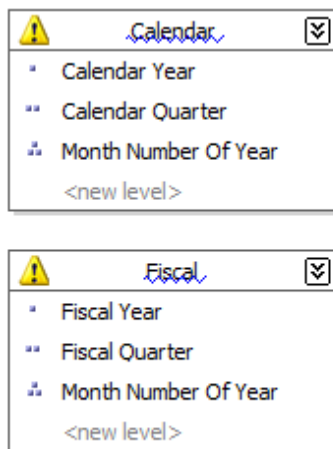 Calendar
Calendar Year
Calendar Quarter
Month Number Of Year
<new level>
Fiscal
Fiscal Year
Fiscal Quarter
Month Number Of Year
<new level>